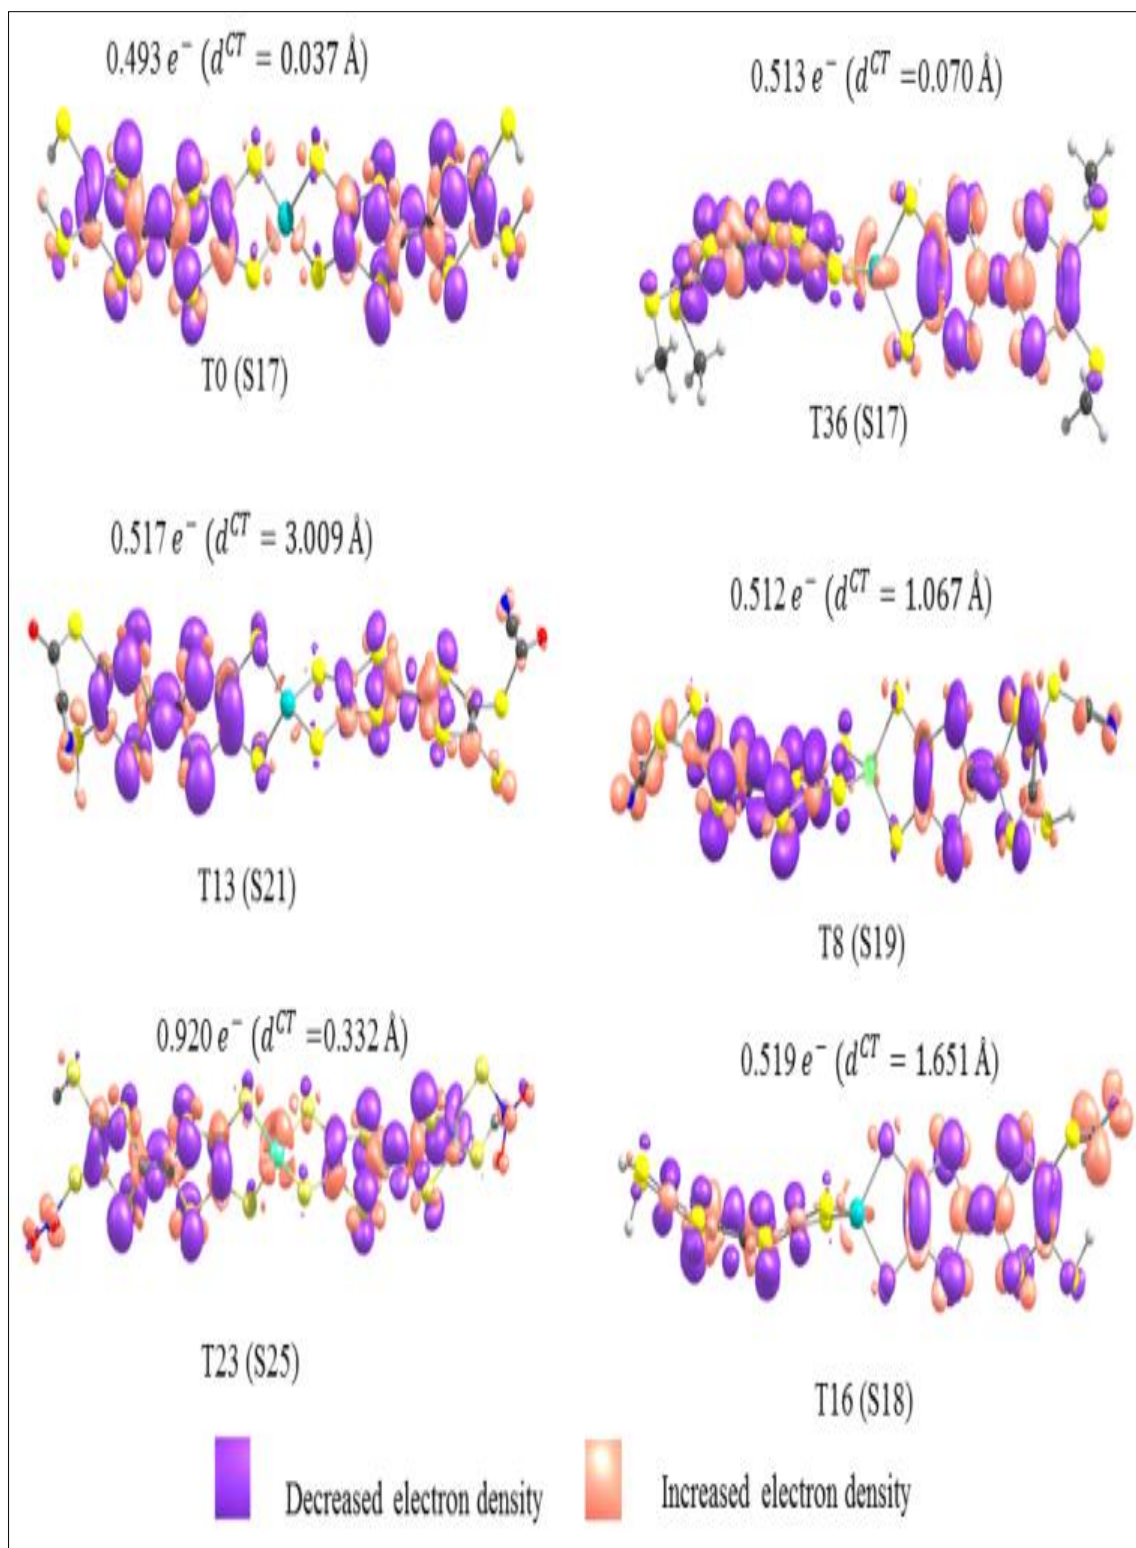 0.493 e⁻ (d^CT = 0.037 Å)
0.513 e⁻ (d^CT =0.070 Å)
T0 (S17)
T36 (S17)
0.517 e⁻ (d^CT = 3.009 Å)
0.512 e⁻ (d^CT = 1.067 Å)
T13 (S21)
T8 (S19)
0.920 e⁻ (d^CT =0.332 Å)
0.519 e⁻ (d^CT = 1.651 Å)
T23 (S25)
T16 (S18)
Decreased electron density
Increased electron density